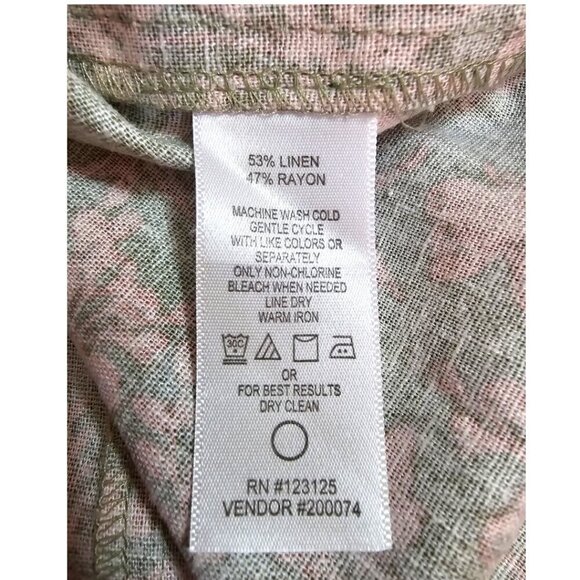 53% LINEN
47% RAYON
MACHINE WASH COLD
GENTLE CYCLE
WITH LIKE COLORS OR
SEPARATELY
ONLY NON-CHLORINE
BLEACH WHEN NEEDED
LINE DRY
WARM IRON
30C
OR
FOR BEST RESULTS
DRY CLEAN
RN #123125
VENDOR #200074